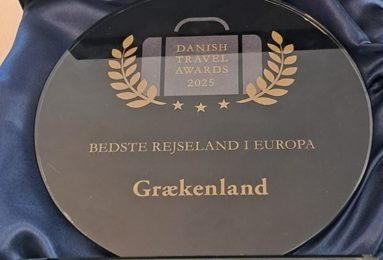 DANISH
TRAVEL
AWARDS
2025
BEDSTE REJSELAND I EUROPA
Grækenland